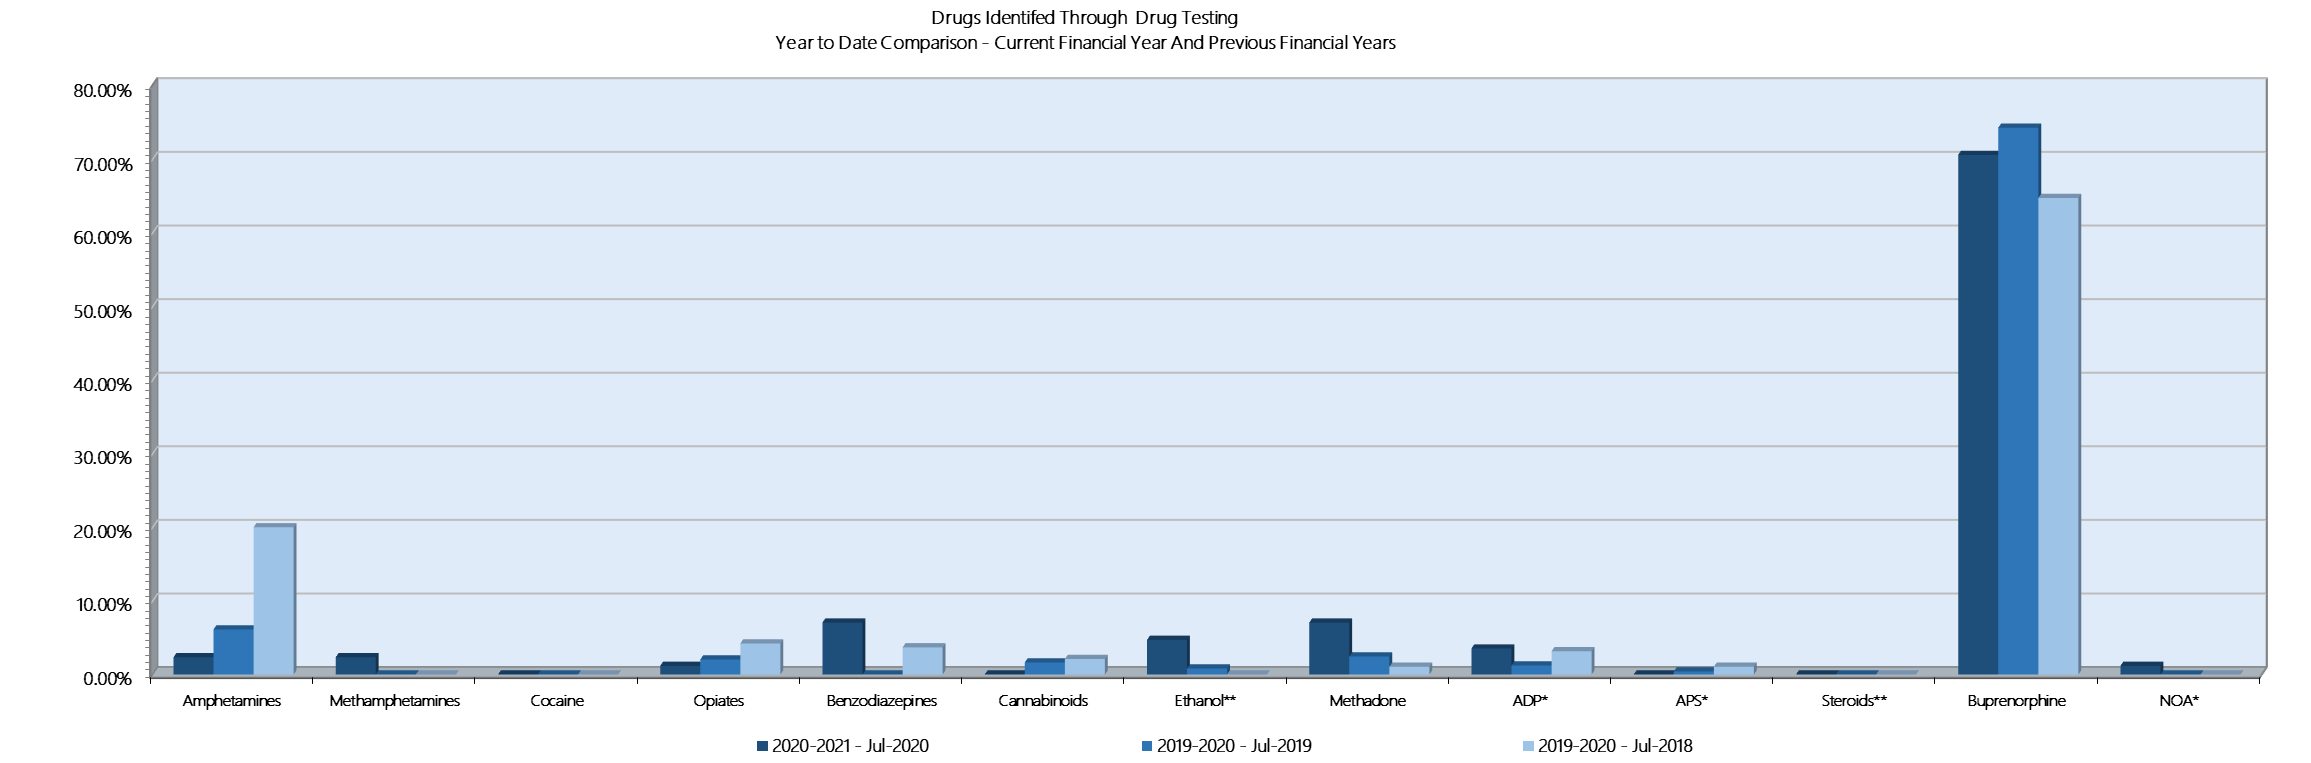 Drugs Identifed Through Drug Testing
Year to Date Comparison - Current Financial Year And Previous Financial Years
80.00%
70.00%
60.00%
50.00%
40.00%
30.00%
20.00%
10.00%
0.00%
Amphetamines Methamphetamines Cocaine Opiates Benzodiazepines Cannabinoids Ethanol** Methadone ADP* APS* Steroids** Buprenorphine NOA*
2020-2021 - Jul-2020 2019-2020 - Jul-2019 2019-2020 - Jul-2018